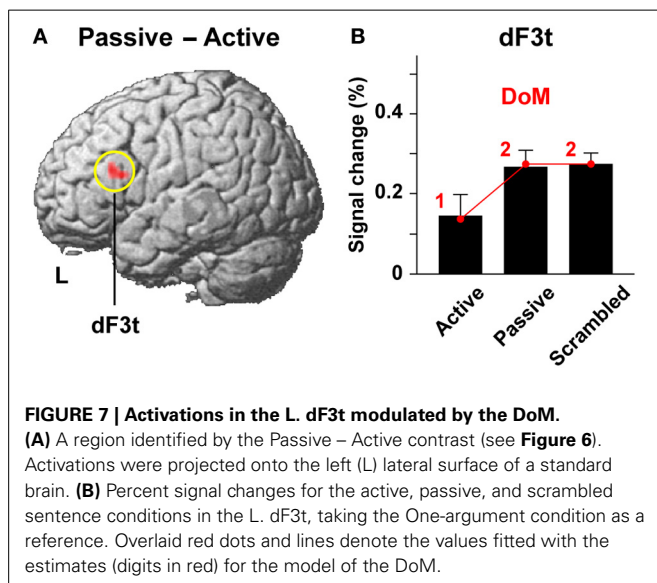 A Passive – Active
L
dF3t
B dF3t
Signal change (%)
0.4
0.2
0
DoM
1
2
2
Active
Passive
Scrambled
FIGURE 7 | Activations in the L. dF3t modulated by the DoM.
(A) A region identified by the Passive – Active contrast (see Figure 6).
Activations were projected onto the left (L) lateral surface of a standard
brain. (B) Percent signal changes for the active, passive, and scrambled
sentence conditions in the L. dF3t, taking the One-argument condition as a
reference. Overlaid red dots and lines denote the values fitted with the
estimates (digits in red) for the model of the DoM.